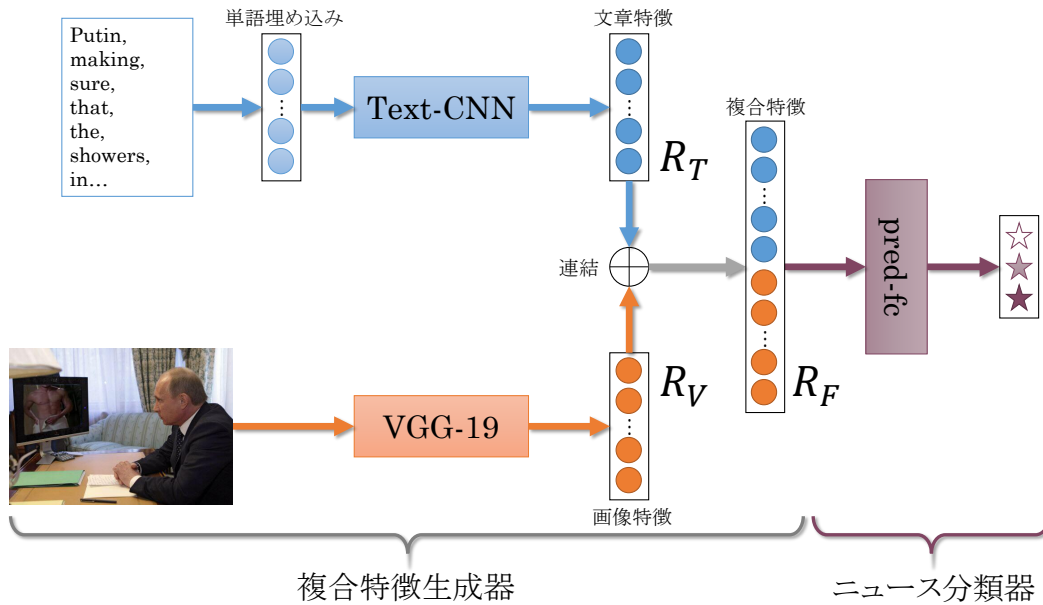 単語埋め込み
Putin,
making,
sure,
that,
the,
showers,
in…
Text-CNN
文章特徴
R_T
複合特徴
連結
pred-fc
VGG-19
R_V
R_F
画像特徴
複合特徴生成器
ニュース分類器